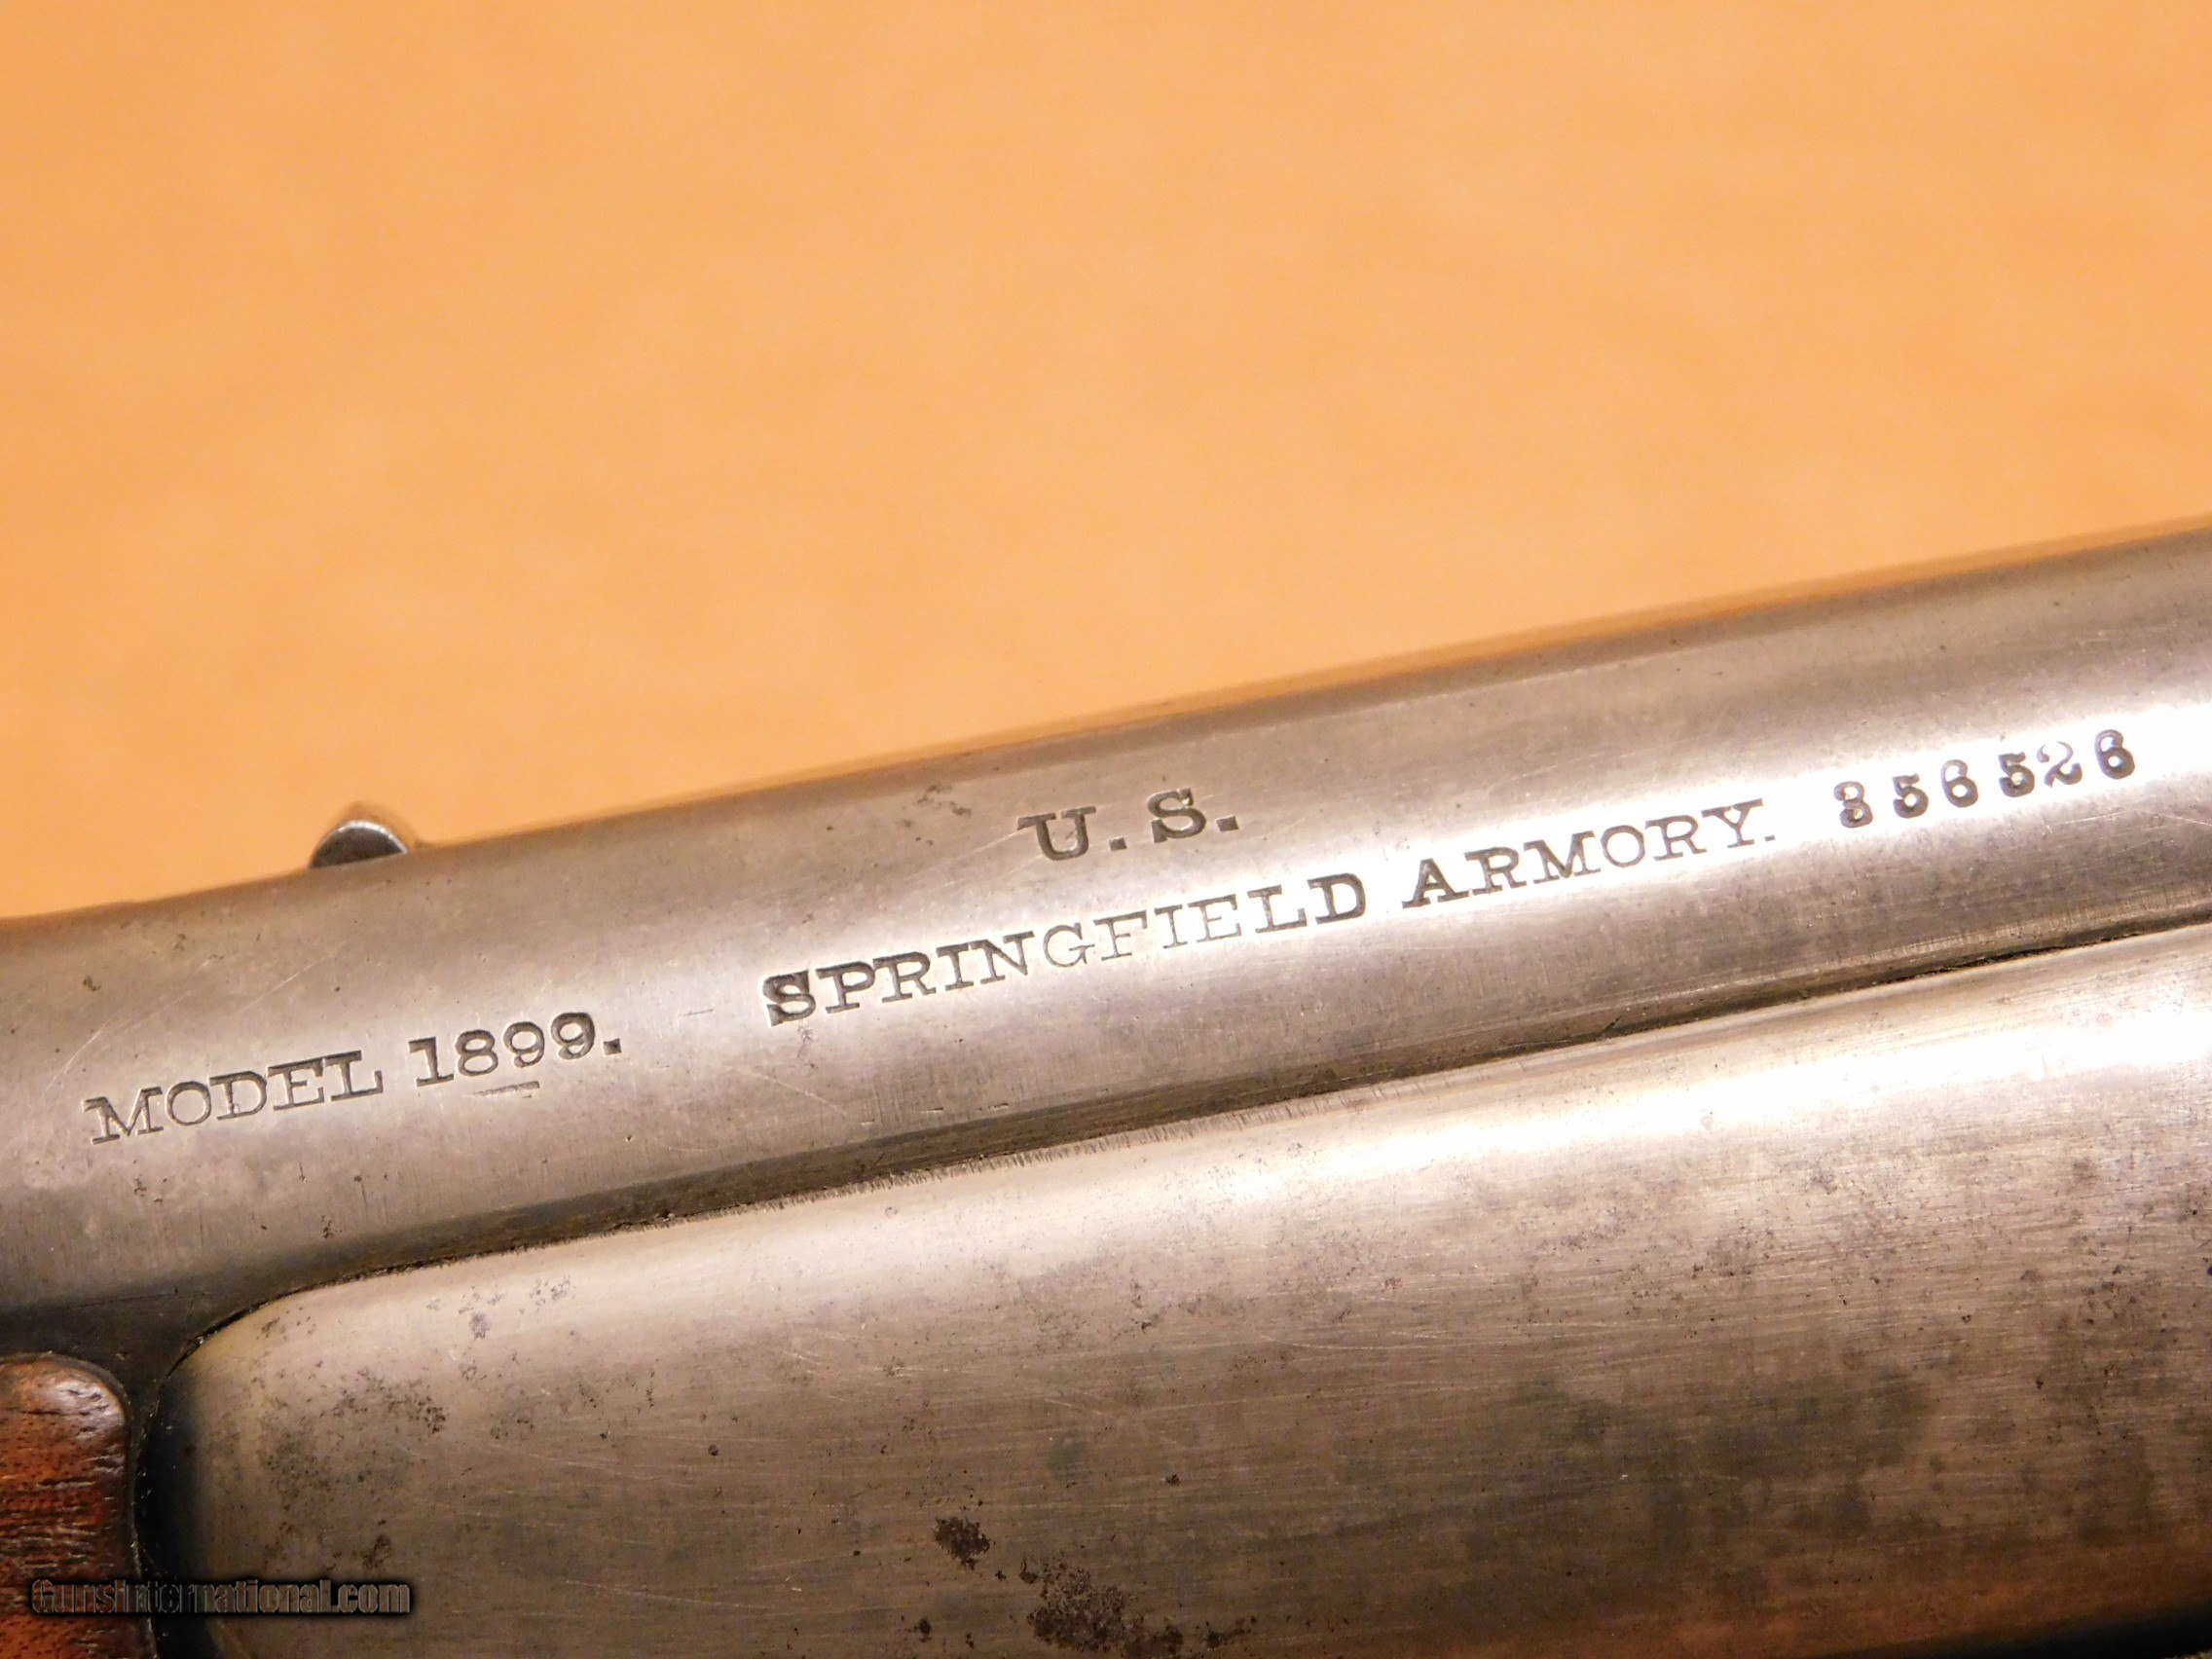 U.S.
MODEL 1899. SPRINGFIELD ARMORY. 356526
GunsInternational.com